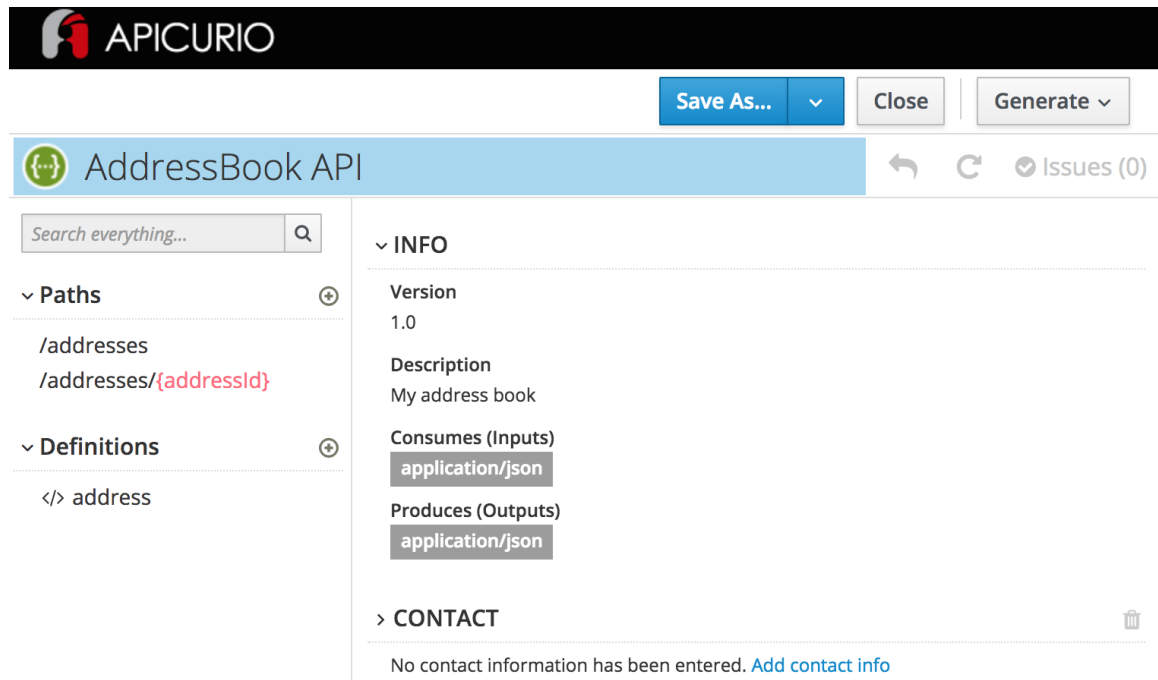 APICURIO
Save As... Close Generate
{···} AddressBook API Issues (0)
Search everything...
Paths
/addresses
/addresses/{addressId}
Definitions
</> address
INFO
Version
1.0
Description
My address book
Consumes (Inputs)
application/json
Produces (Outputs)
application/json
CONTACT
No contact information has been entered. Add contact info